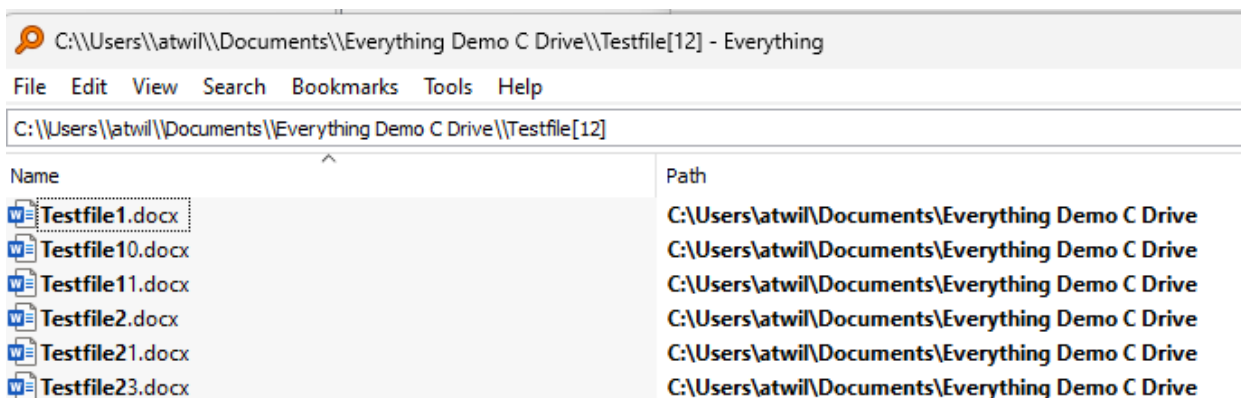 C:\\Users\\atwil\\Documents\\Everything Demo C Drive\\Testfile[12] - Everything
File Edit View Search Bookmarks Tools Help
C:\\Users\\atwil\\Documents\\Everything Demo C Drive\\Testfile[12]
Name Path
Testfile1.docx C:\Users\atwil\Documents\Everything Demo C Drive
Testfile10.docx C:\Users\atwil\Documents\Everything Demo C Drive
Testfile11.docx C:\Users\atwil\Documents\Everything Demo C Drive
Testfile2.docx C:\Users\atwil\Documents\Everything Demo C Drive
Testfile21.docx C:\Users\atwil\Documents\Everything Demo C Drive
Testfile23.docx C:\Users\atwil\Documents\Everything Demo C Drive